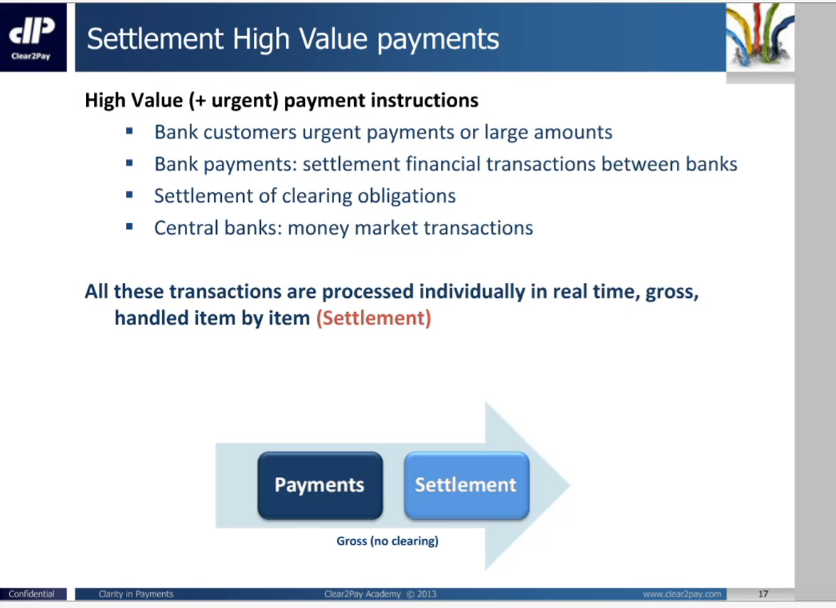 Clear2Pay
Settlement High Value payments
High Value (+ urgent) payment instructions
▪ Bank customers urgent payments or large amounts
▪ Bank payments: settlement financial transactions between banks
▪ Settlement of clearing obligations
▪ Central banks: money market transactions
All these transactions are processed individually in real time, gross,
handled item by item (Settlement)
Payments
Settlement
Gross (no clearing)
Confidential Clarity in Payments Clear2Pay Academy © 2013 www.clear2pay.com 17